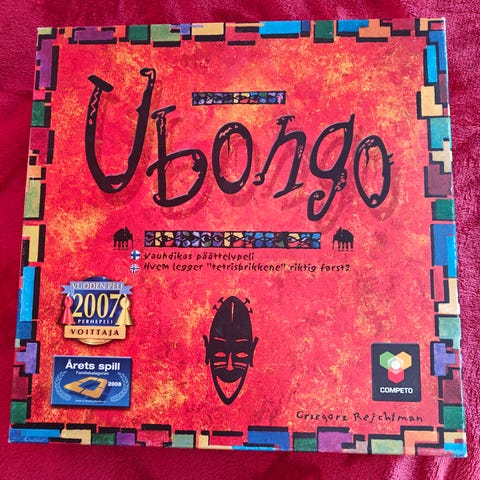 Ubongo
Vauhdikas päättelypeli
Hvem legger "tetrisbrikkene" riktig først?
VUODEN PELI
2007
PERHEPELI
VOITTAJA
Årets spill
Familiekategorien
2008
COMPETO
Grzegorz Rejchtman